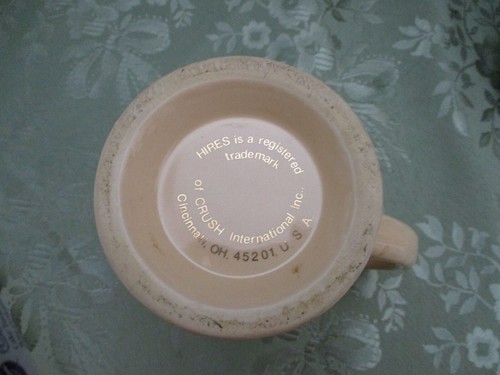 HIRES is a registered
trademark
of CRUSH International Inc.,
Cincinnati, OH. 45201, U S A